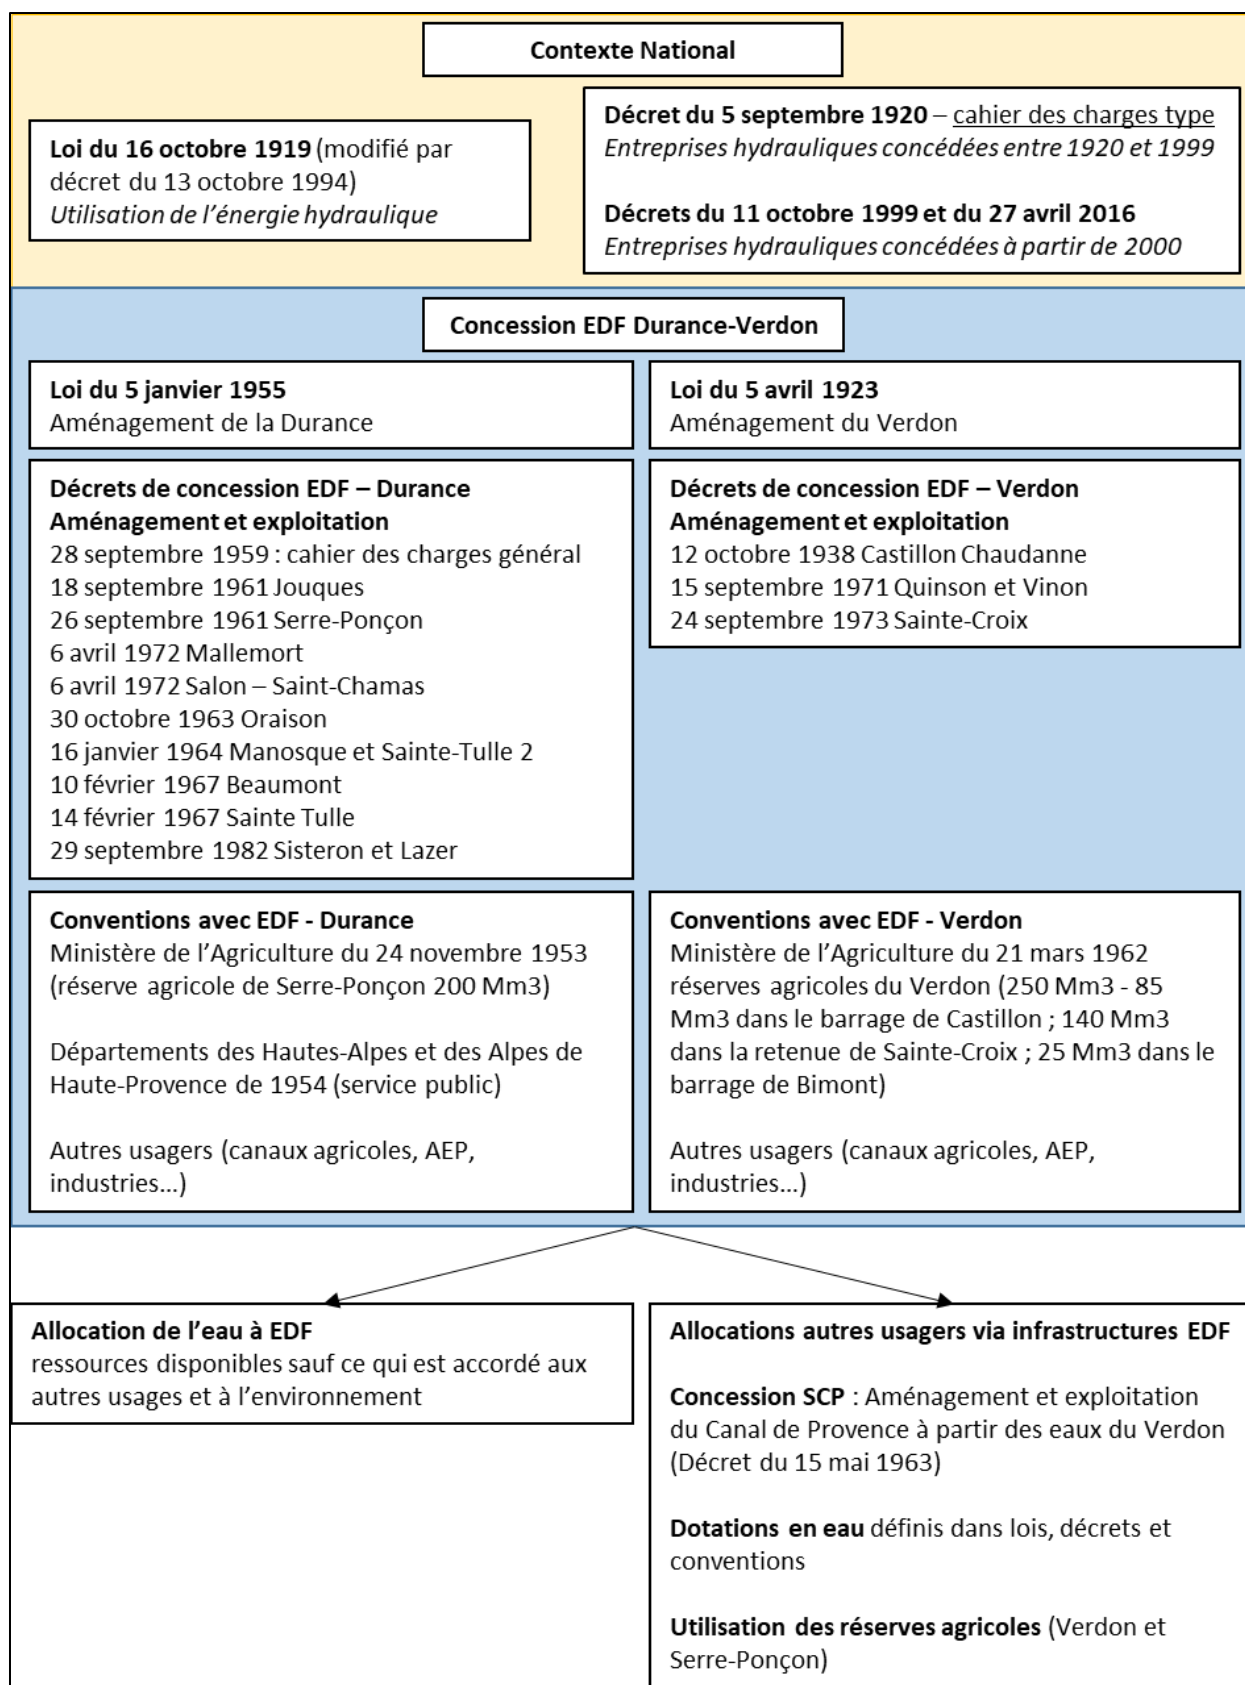 Contexte National
Loi du 16 octobre 1919 (modifié par
décret du 13 octobre 1994)
Utilisation de l’énergie hydraulique
Décret du 5 septembre 1920 – cahier des charges type
Entreprises hydrauliques concédées entre 1920 et 1999
Décrets du 11 octobre 1999 et du 27 avril 2016
Entreprises hydrauliques concédées à partir de 2000
Concession EDF Durance-Verdon
Loi du 5 janvier 1955
Aménagement de la Durance
Loi du 5 avril 1923
Aménagement du Verdon
Décrets de concession EDF – Durance
Aménagement et exploitation
28 septembre 1959 : cahier des charges général
18 septembre 1961 Jouques
26 septembre 1961 Serre-Ponçon
6 avril 1972 Mallemort
6 avril 1972 Salon – Saint-Chamas
30 octobre 1963 Oraison
16 janvier 1964 Manosque et Sainte-Tulle 2
10 février 1967 Beaumont
14 février 1967 Sainte Tulle
29 septembre 1982 Sisteron et Lazer
Décrets de concession EDF – Verdon
Aménagement et exploitation
12 octobre 1938 Castillon Chaudanne
15 septembre 1971 Quinson et Vinon
24 septembre 1973 Sainte-Croix
Conventions avec EDF - Durance
Ministère de l’Agriculture du 24 novembre 1953
(réserve agricole de Serre-Ponçon 200 Mm3)
Départements des Hautes-Alpes et des Alpes de
Haute-Provence de 1954 (service public)
Autres usagers (canaux agricoles, AEP,
industries…)
Conventions avec EDF - Verdon
Ministère de l’Agriculture du 21 mars 1962
réserves agricoles du Verdon (250 Mm3 - 85
Mm3 dans le barrage de Castillon ; 140 Mm3
dans la retenue de Sainte-Croix ; 25 Mm3 dans le
barrage de Bimont)
Autres usagers (canaux agricoles, AEP,
industries…)
Allocation de l’eau à EDF
ressources disponibles sauf ce qui est accordé aux
autres usages et à l’environnement
Allocations autres usagers via infrastructures EDF
Concession SCP : Aménagement et exploitation
du Canal de Provence à partir des eaux du Verdon
(Décret du 15 mai 1963)
Dotations en eau définis dans lois, décrets et
conventions
Utilisation des réserves agricoles (Verdon et
Serre-Ponçon)